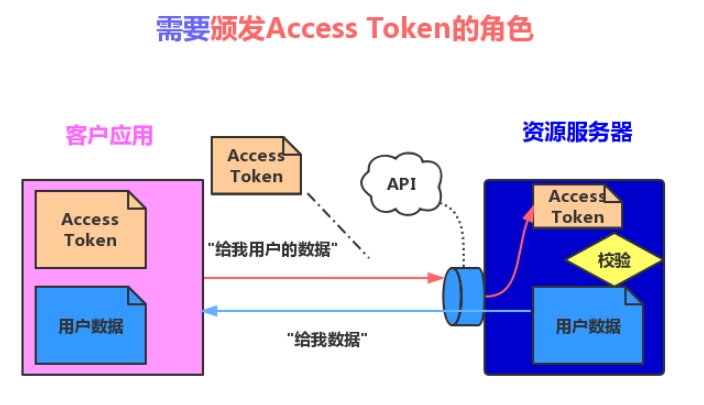 需要颁发Access Token的角色
客户应用
资源服务器
Access
Token
API
Access
Token
Access
Token
"给我用户的数据"
校验
用户数据
用户数据
"给我数据"